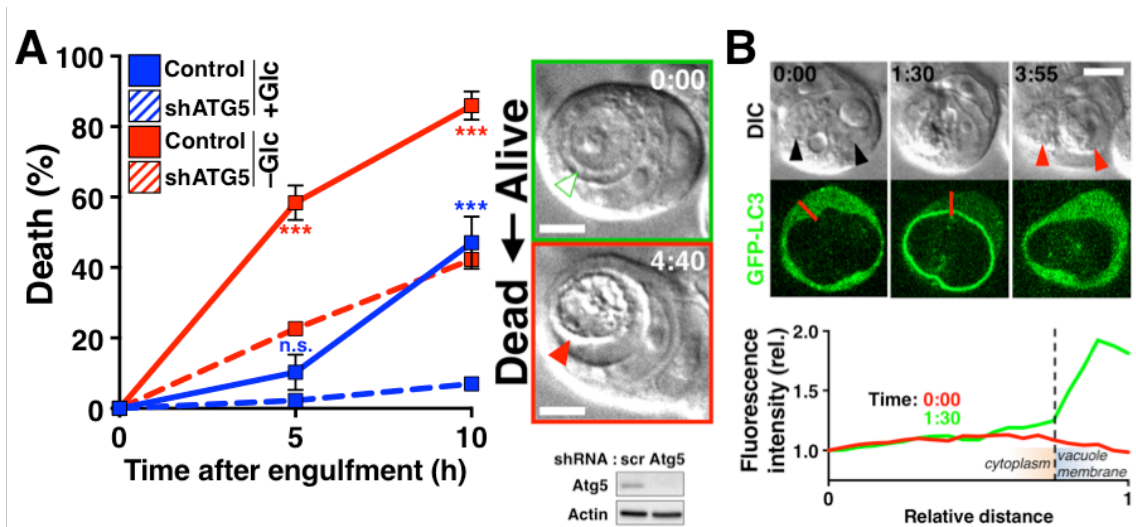 A
100
80
60
40
20
0
Death (%)
Control
shATG5
+Glc
Control
shATG5
–Glc
***
***
***
n.s.
0
5
10
Time after engulfment (h)
Dead ← Alive
0:00
4:40
shRNA : scr Atg5
Atg5
Actin
B
DIC
0:00
1:30
3:55
GFP-LC3
Fluorescence
intensity (rel.)
2.0
1.5
1.0
Time: 0:00
1:30
cytoplasm
vacuole
membrane
0
1
Relative distance